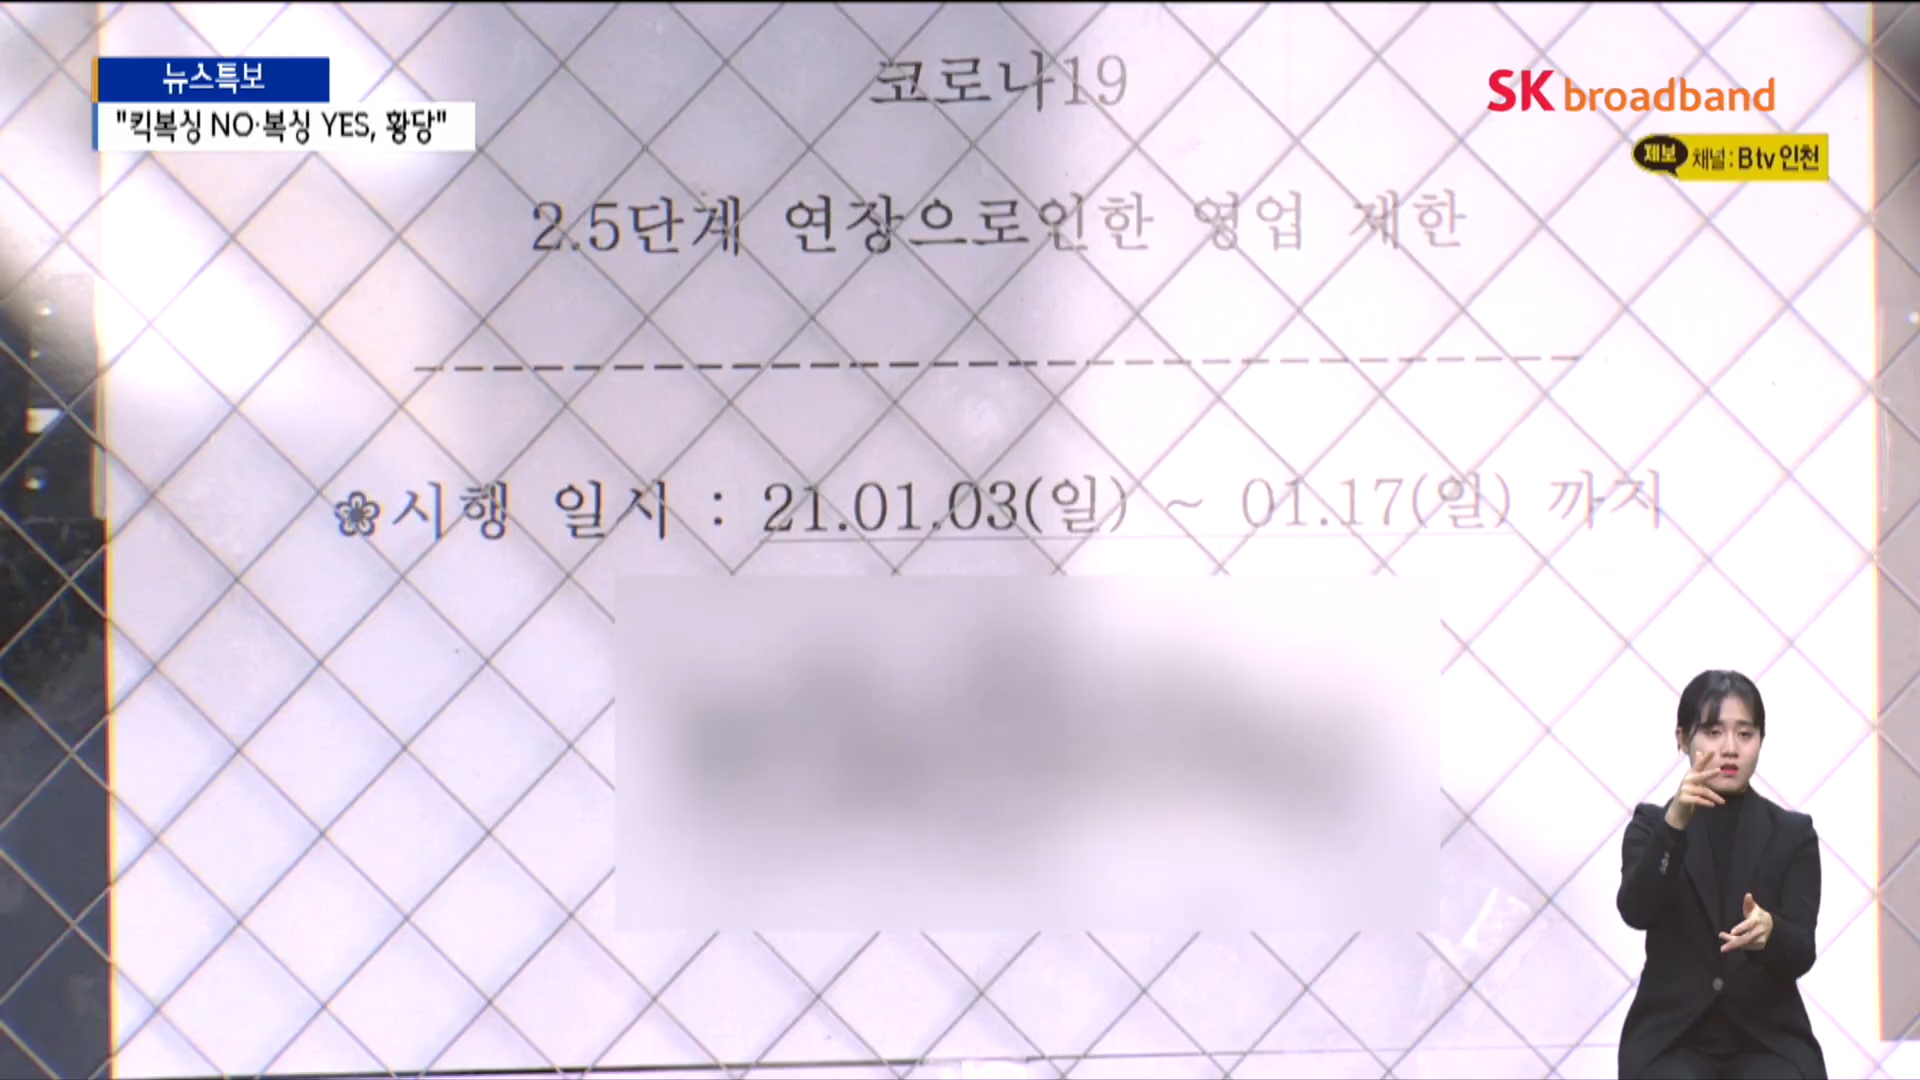 뉴스특보
"킥복싱 NO·복싱 YES, 황당"
SK broadband
제보 채널 : B tv 인천
코로나19
2.5단계 연장으로인한 영업 제한
시행 일시 : 21.01.03(일) ~ 01.17(일) 까지